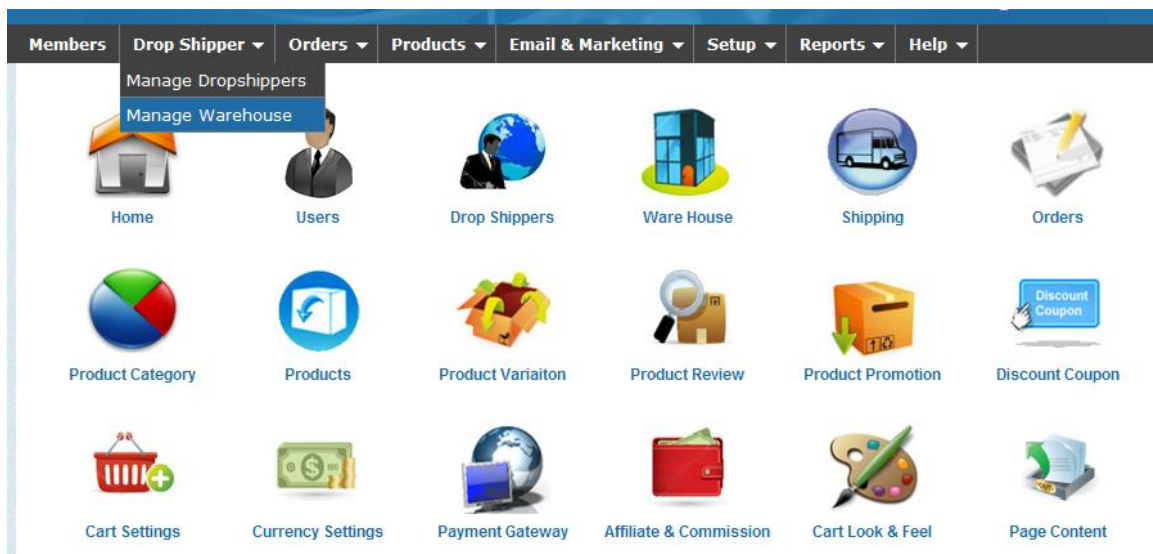 Members Drop Shipper Orders Products Email & Marketing Setup Reports Help
Manage Dropshippers
Manage Warehouse
Home Users Drop Shippers Ware House Shipping Orders
Discount
Coupon
Product Category Products Product Variaiton Product Review Product Promotion Discount Coupon
Cart Settings Currency Settings Payment Gateway Affiliate & Commission Cart Look & Feel Page Content